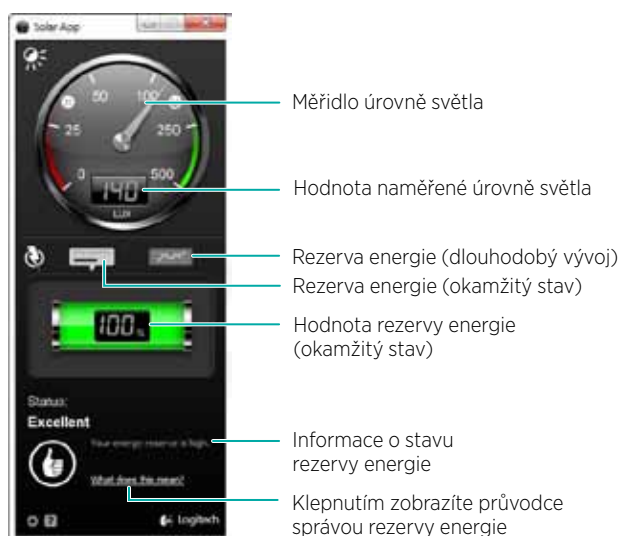 Solar App
50
100
25
250
0
500
140
Lux
100 %
Status:
Excellent
Your energy reserve is high.
What does this mean?
Logitech
Měřidlo úrovně světla
Hodnota naměřené úrovně světla
Rezerva energie (dlouhodobý vývoj)
Rezerva energie (okamžitý stav)
Hodnota rezervy energie
(okamžitý stav)
Informace o stavu
rezervy energie
Klepnutím zobrazíte průvodce
správou rezervy energie